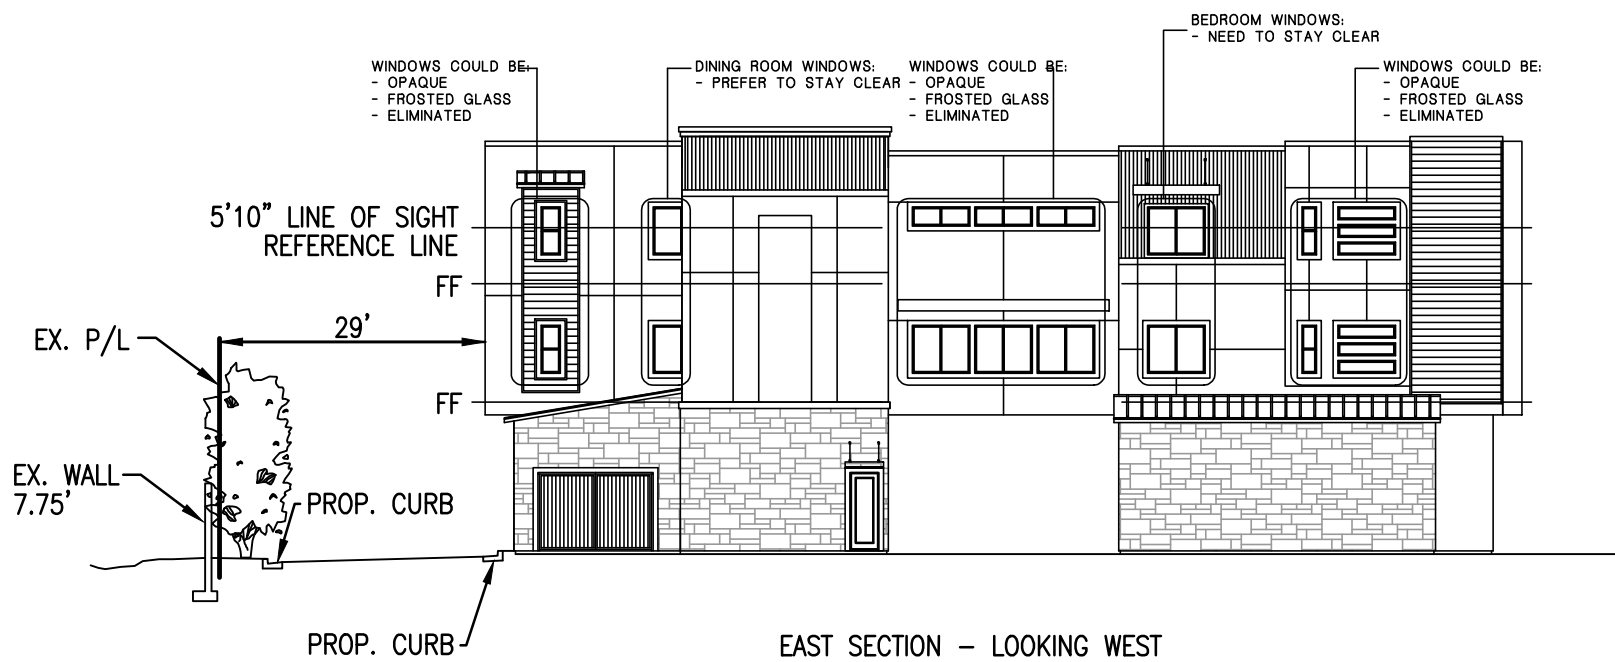 BEDROOM WINDOWS:
- NEED TO STAY CLEAR
WINDOWS COULD BE:
- OPAQUE
- FROSTED GLASS
- ELIMINATED
DINING ROOM WINDOWS:
- PREFER TO STAY CLEAR
WINDOWS COULD BE:
- OPAQUE
- FROSTED GLASS
- ELIMINATED
WINDOWS COULD BE:
- OPAQUE
- FROSTED GLASS
- ELIMINATED
5'10" LINE OF SIGHT
REFERENCE LINE
FF
29'
EX. P/L
FF
EX. WALL
7.75'
PROP. CURB
PROP. CURB
EAST SECTION - LOOKING WEST